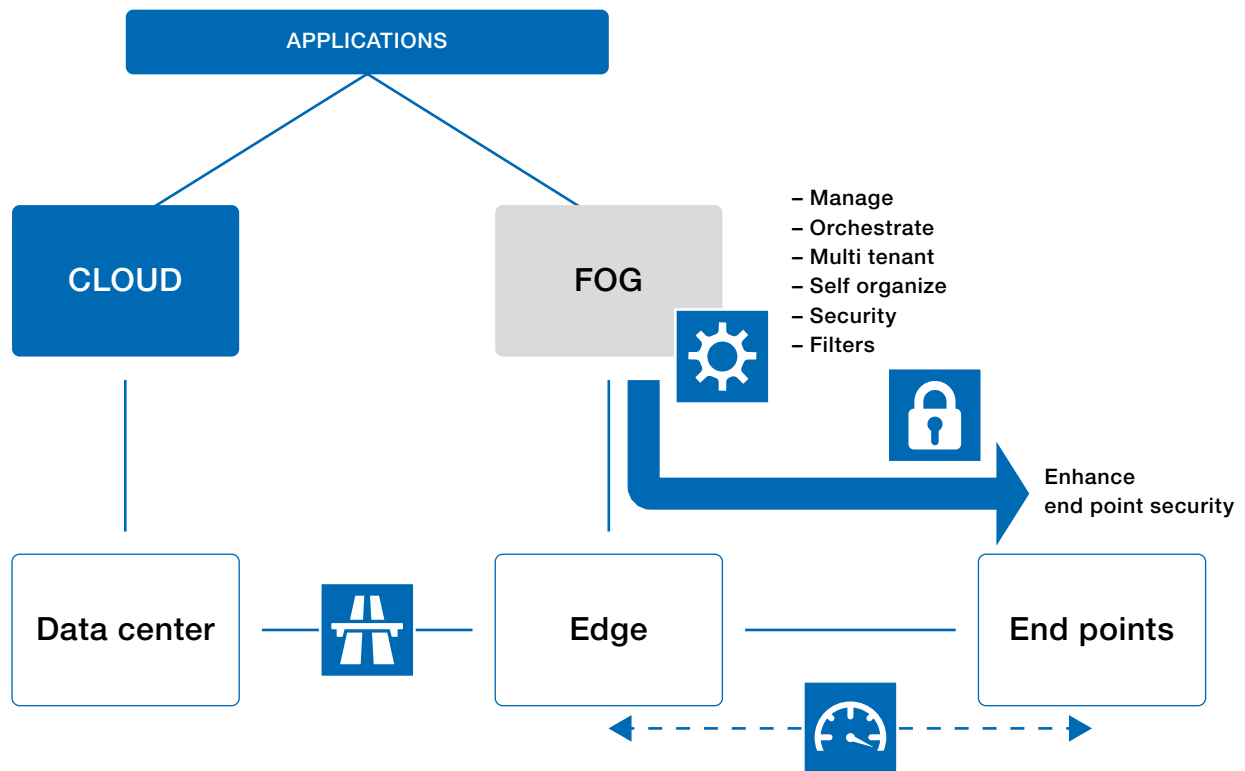 APPLICATIONS
CLOUD
FOG
– Manage
– Orchestrate
– Multi tenant
– Self organize
– Security
– Filters
Enhance
end point security
Data center
Edge
End points